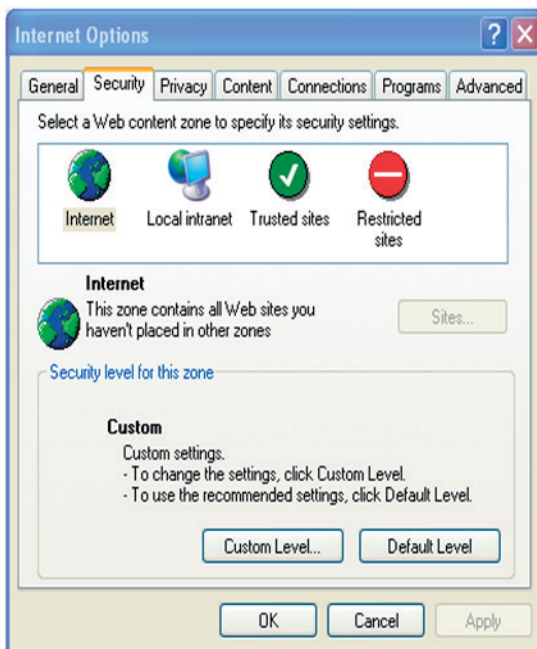 Internet Options
General Security Privacy Content Connections Programs Advanced
Select a Web content zone to specify its security settings.
Internet Local intranet Trusted sites Restricted
sites
Internet
This zone contains all Web sites you
haven't placed in other zones
Sites...
Security level for this zone
Custom
Custom settings.
- To change the settings, click Custom Level.
- To use the recommended settings, click Default Level.
Custom Level... Default Level
OK Cancel Apply